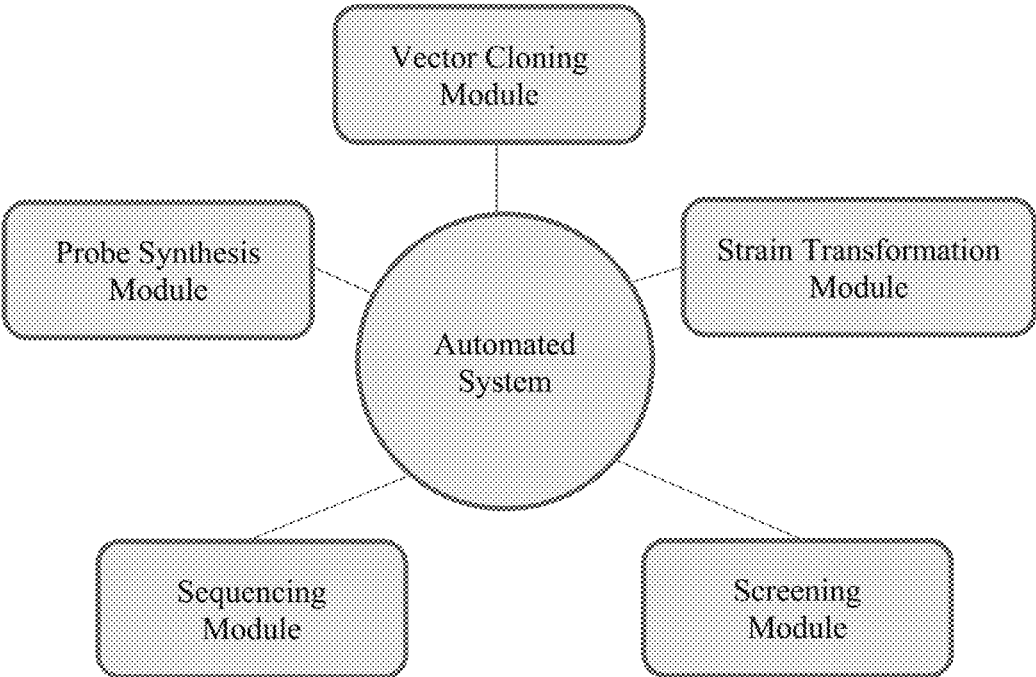 Vector Cloning
Module
Probe Synthesis
Module
Strain Transformation
Module
Automated
System
Sequencing
Module
Screening
Module